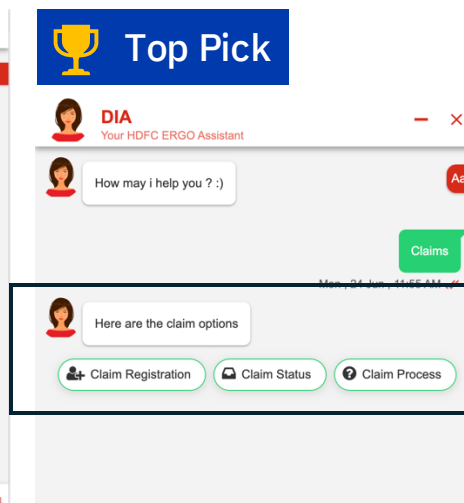 Top Pick
DIA
Your HDFC ERGO Assistant
How may i help you ? :)
Aa
Claims
Mon , 24 Jun , 11:55 AM
Here are the claim options
Claim Registration
Claim Status
Claim Process